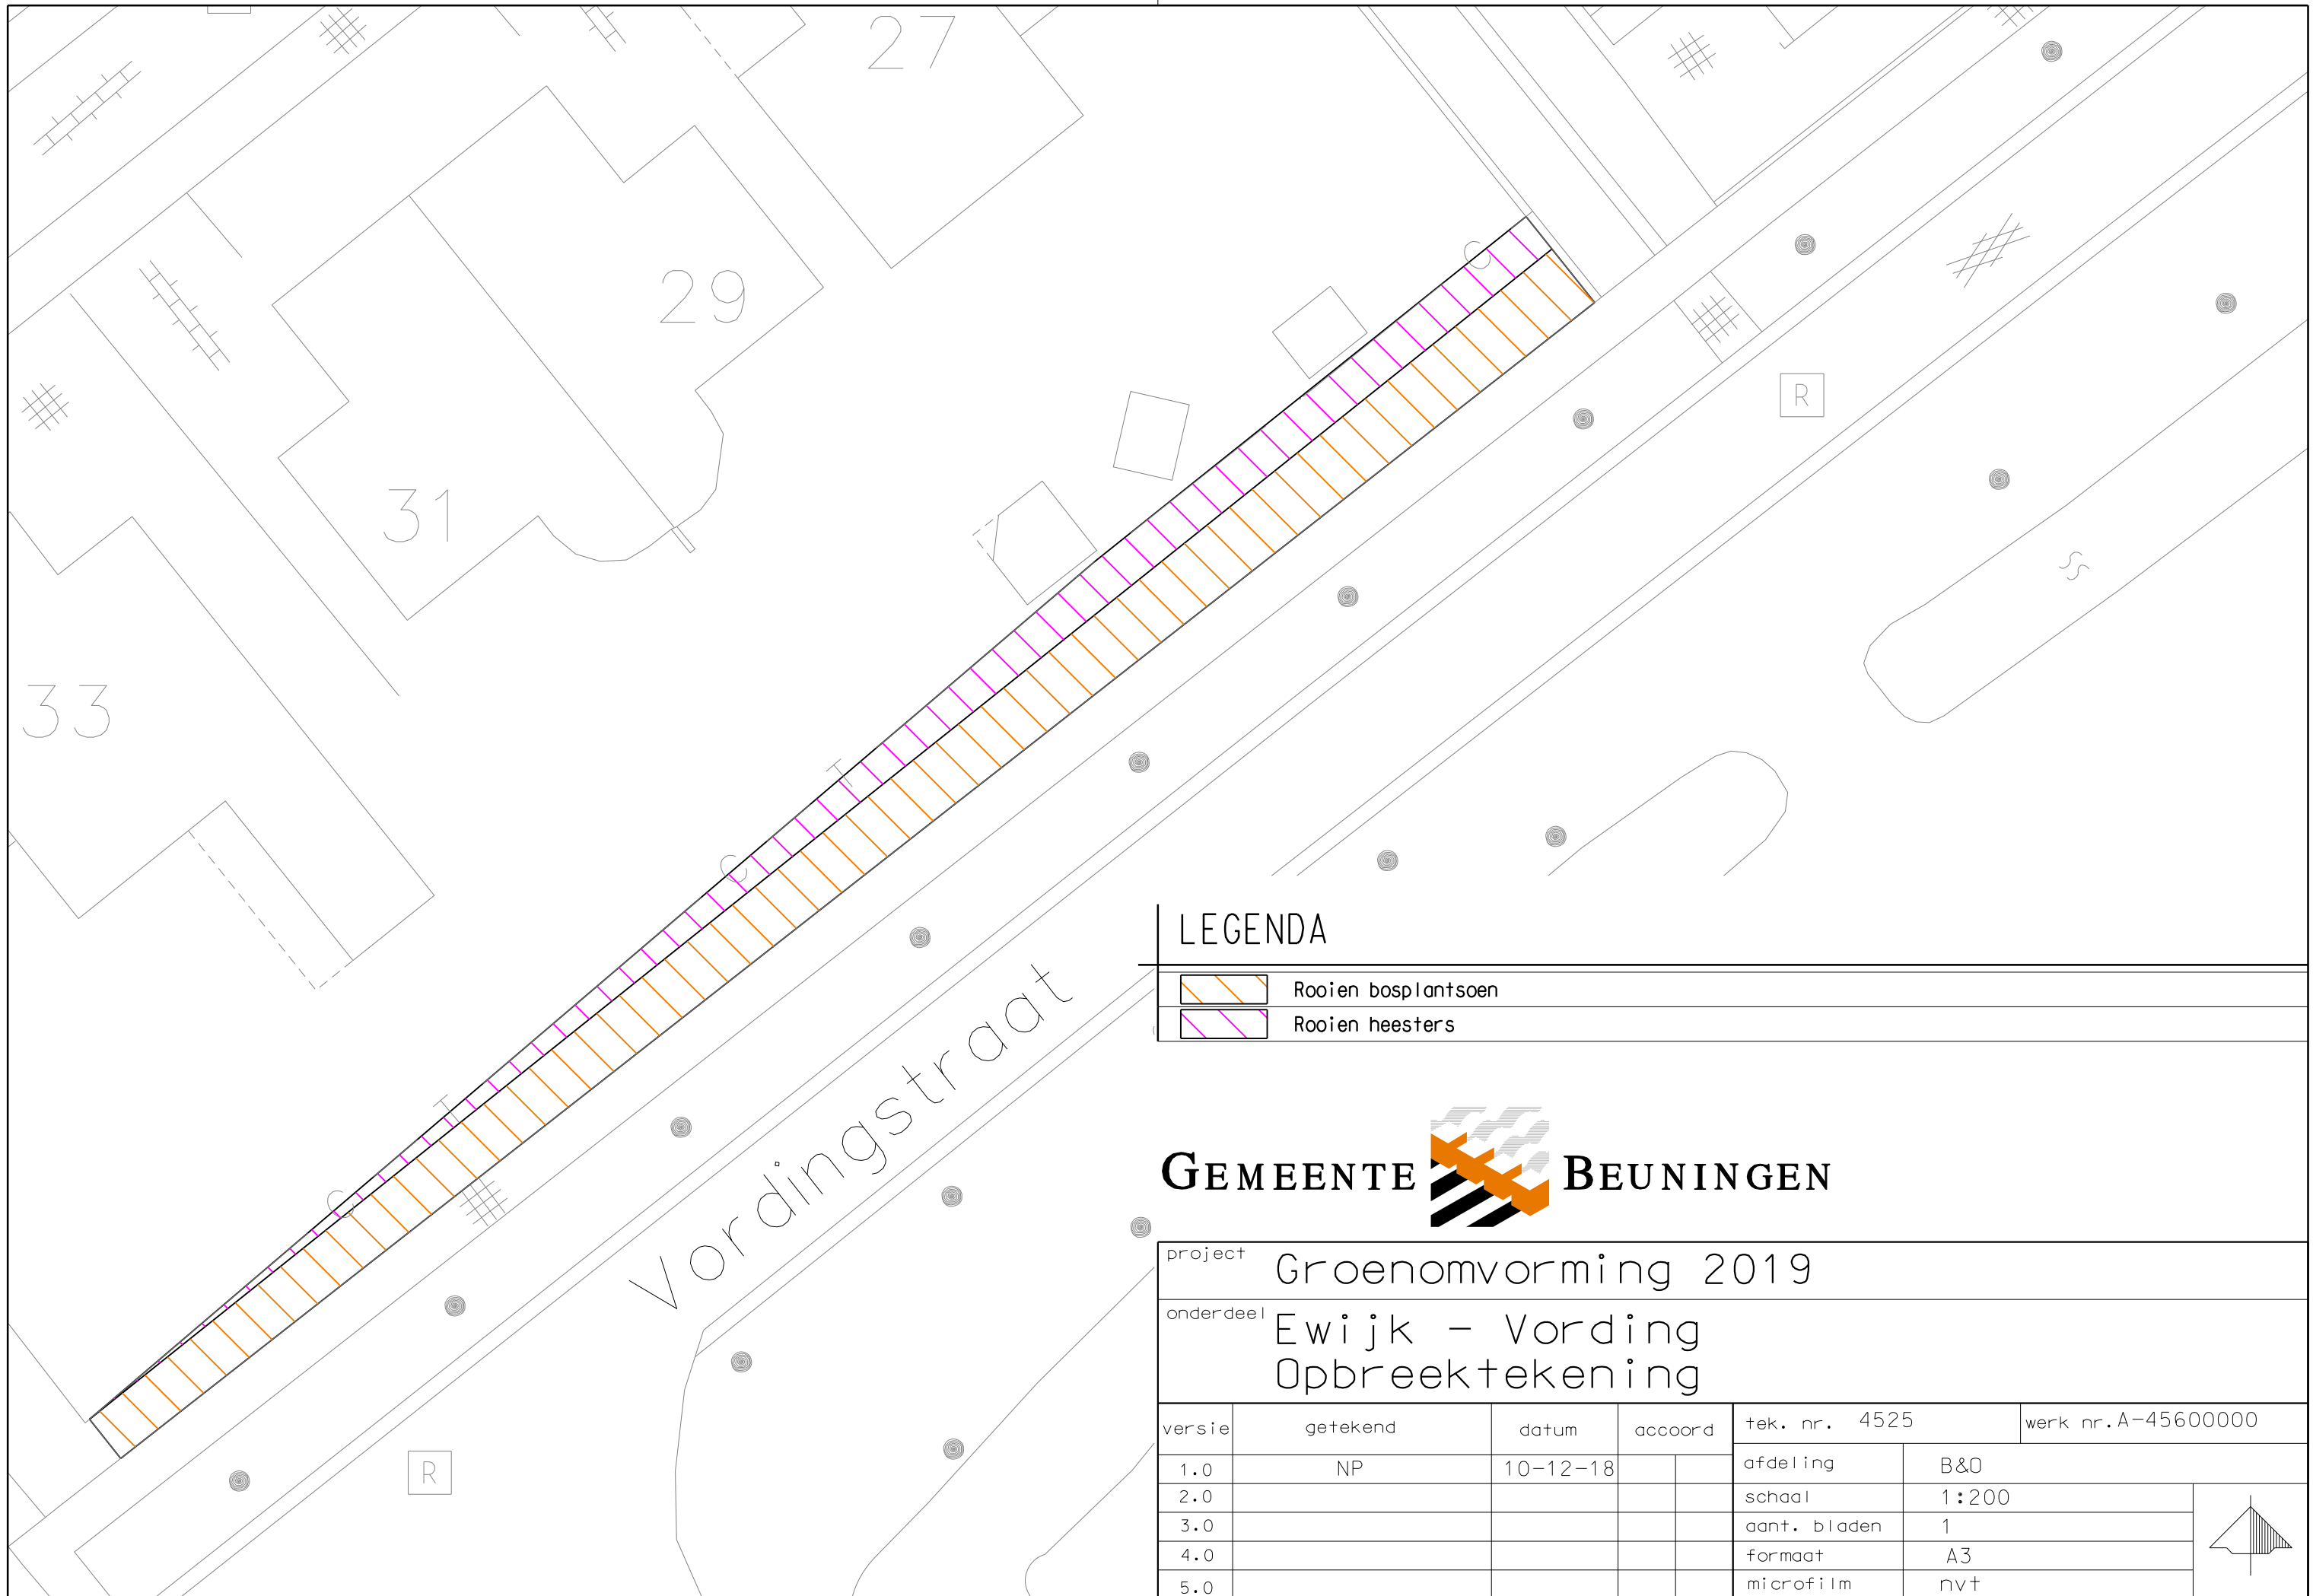 27
29
31
33
R
Vordingstraat
R
LEGENDA
Rooien bosplantsoen
Rooien heesters
GEMEENTE BEUNINGEN
project Groenomvorming 2019
onderdeel Ewijk - Vording
Opbreektekening
versie getekend datum accoord tek. nr. 4525 werk nr. A-45600000
1.0 NP 10-12-18 afdeling B&O
2.0 schaal 1:200
3.0 aant. bladen 1
4.0 formaat A3
5.0 microfilm nvt